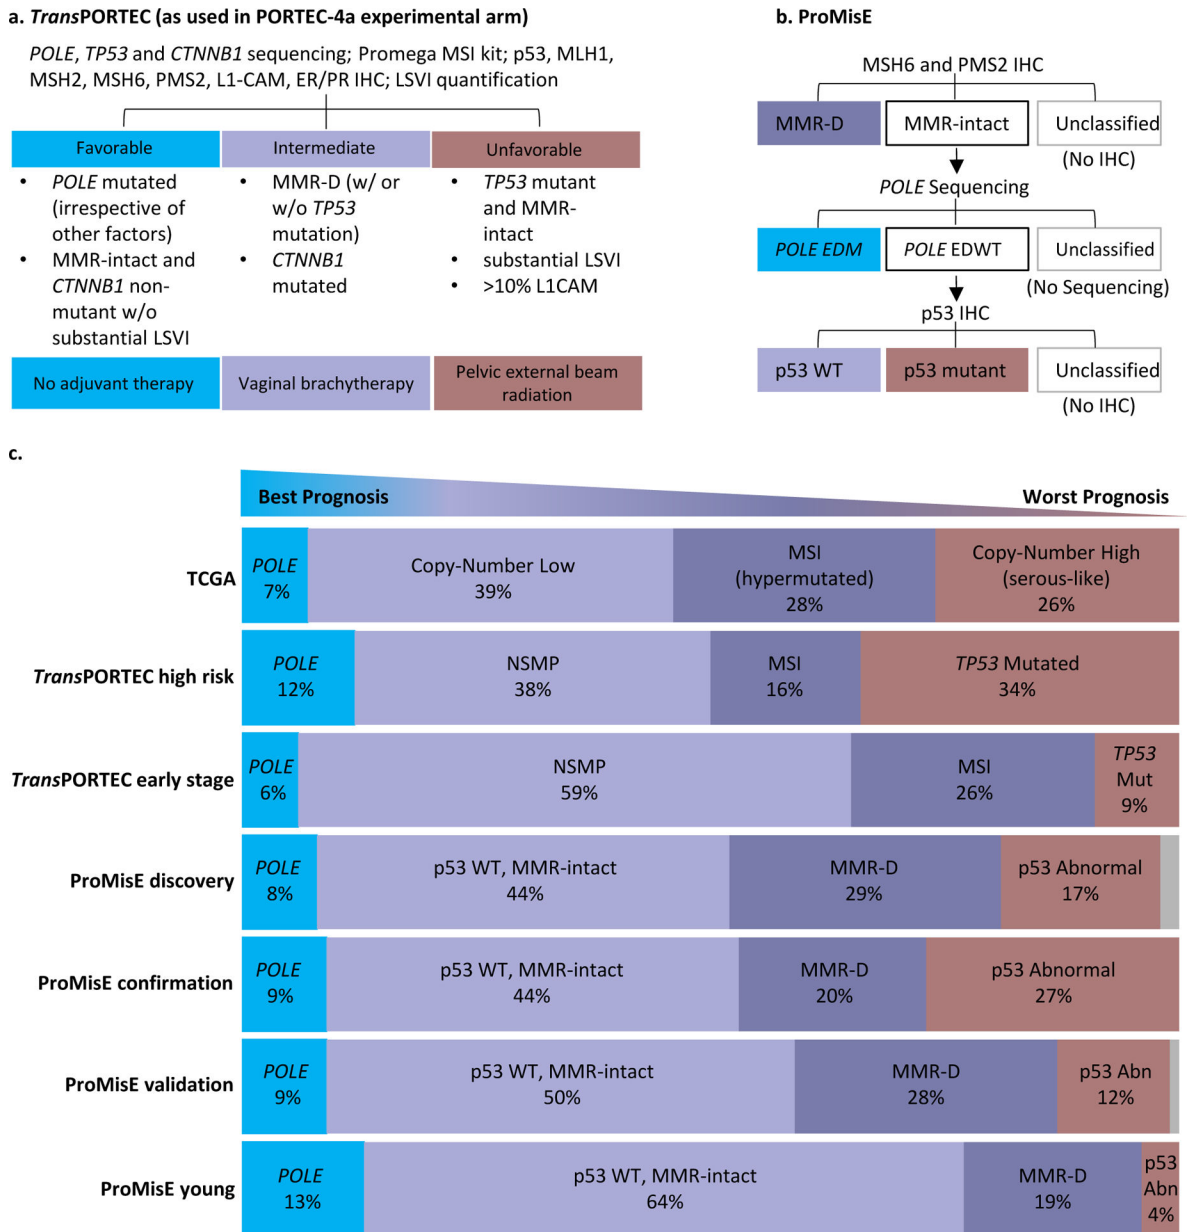 a. TransPORTEC (as used in PORTEC-4a experimental arm)
POLE, TP53 and CTNNB1 sequencing; Promega MSI kit; p53, MLH1,
MSH2, MSH6, PMS2, L1-CAM, ER/PR IHC; LSVI quantification
Favorable
Intermediate
Unfavorable
• POLE mutated
(irrespective of
other factors)
• MMR-intact and
CTNNB1 non-
mutant w/o
substantial LSVI
• MMR-D (w/ or
w/o TP53
mutation)
• CTNNB1
mutated
• TP53 mutant
and MMR-
intact
• substantial LSVI
• >10% L1CAM
No adjuvant therapy
Vaginal brachytherapy
Pelvic external beam
radiation
b. ProMisE
MSH6 and PMS2 IHC
MMR-D
MMR-intact
Unclassified
(No IHC)
POLE Sequencing
POLE EDM
POLE EDWT
Unclassified
(No Sequencing)
p53 IHC
p53 WT
p53 mutant
Unclassified
(No IHC)
c.
Best Prognosis
Worst Prognosis
TCGA
POLE
7%
Copy-Number Low
39%
MSI
(hypermutated)
28%
Copy-Number High
(serous-like)
26%
TransPORTEC high risk
POLE
12%
NSMP
38%
MSI
16%
TP53 Mutated
34%
TransPORTEC early stage
POLE
6%
NSMP
59%
MSI
26%
TP53
Mut
9%
ProMisE discovery
POLE
8%
p53 WT, MMR-intact
44%
MMR-D
29%
p53 Abnormal
17%
ProMisE confirmation
POLE
9%
p53 WT, MMR-intact
44%
MMR-D
20%
p53 Abnormal
27%
ProMisE validation
POLE
9%
p53 WT, MMR-intact
50%
MMR-D
28%
p53 Abn
12%
ProMisE young
POLE
13%
p53 WT, MMR-intact
64%
MMR-D
19%
p53
Abn
4%